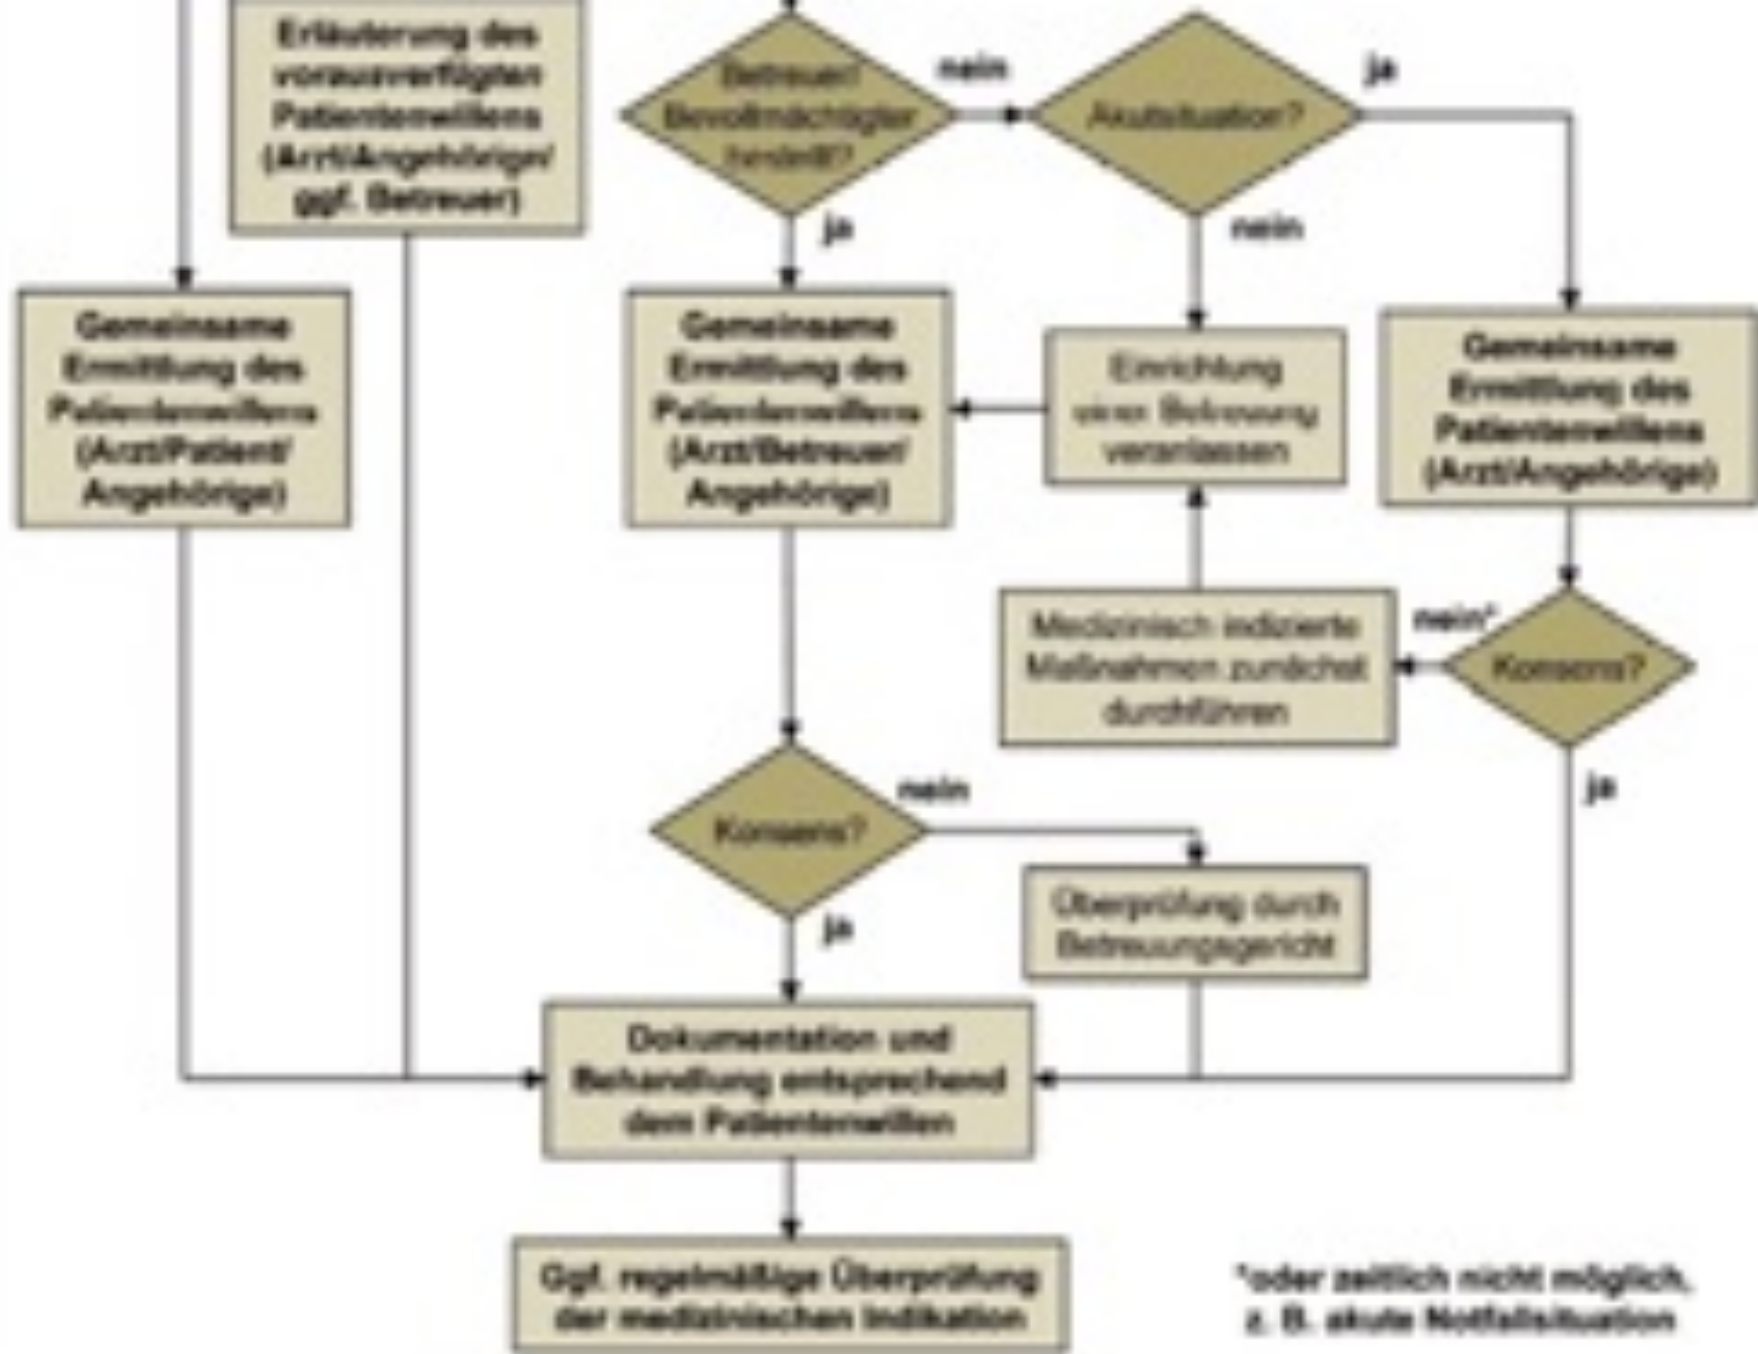 Erläuterung des
vorausverfügten
Patientenwillens
(Arzt/Angehörige/
ggf. Betreuer)
Betreuer/
Bevollmächtigter
bestellt?
nein
Akutsituation?
ja
ja
nein
Gemeinsame
Ermittlung des
Patientenwillens
(Arzt/Patient/
Angehörige)
Gemeinsame
Ermittlung des
Patientenwillens
(Arzt/Betreuer/
Angehörige)
Einrichtung
einer Betreuung
veranlassen
Gemeinsame
Ermittlung des
Patientenwillens
(Arzt/Angehörige)
Medizinisch indizierte
Maßnahmen zunächst
durchführen
nein*
Konsens?
ja
Konsens?
nein
ja
Überprüfung durch
Betreuungsgericht
Dokumentation und
Behandlung entsprechend
dem Patientenwillen
Ggf. regelmäßige Überprüfung
der medizinischen Indikation
*oder zeitlich nicht möglich,
z. B. akute Notfallsituation